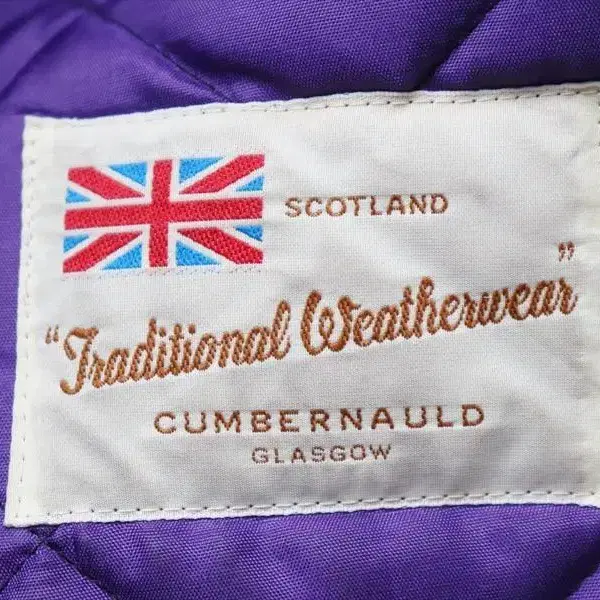 SCOTLAND
“Traditional Weatherwear”
CUMBERNAULD
GLASGOW